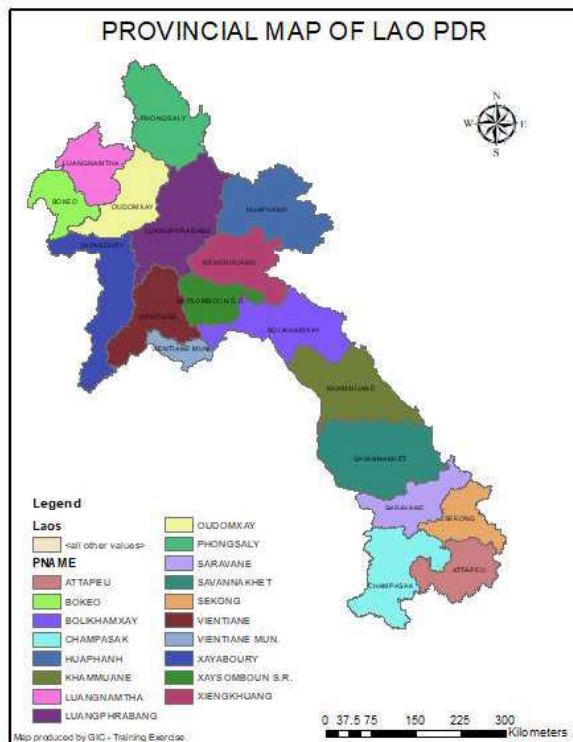 PROVINCIAL MAP OF LAO PDR
N
W E
S
PHONGSALY
LUANGNAMTHA
BOKEO
OUDOMXAY
HUAPHANH
LUANGPHRABANG
XAYABOURY
XIENGKHUANG
XAYSOMBOUN S.R.
VIENTIANE
BOLIKHAMXAY
VIENTIANE MUN.
KHAMMUANE
SAVANNAKHET
SARAVANE
SEKONG
CHAMPASAK
ATTAPEU
Legend
Laos
<all other values>
PNAME
ATTAPEU
BOKEO
BOLIKHAMXAY
CHAMPASAK
HUAPHANH
KHAMMUANE
LUANGNAMTHA
LUANGPHRABANG
OUDOMXAY
PHONGSALY
SARAVANE
SAVANNAKHET
SEKONG
VIENTIANE
VIENTIANE MUN.
XAYABOURY
XAYSOMBOUN S.R.
XIENGKHUANG
0 37.5 75 150 225 300
Kilometers
Map produced by GIC - Training Exercise